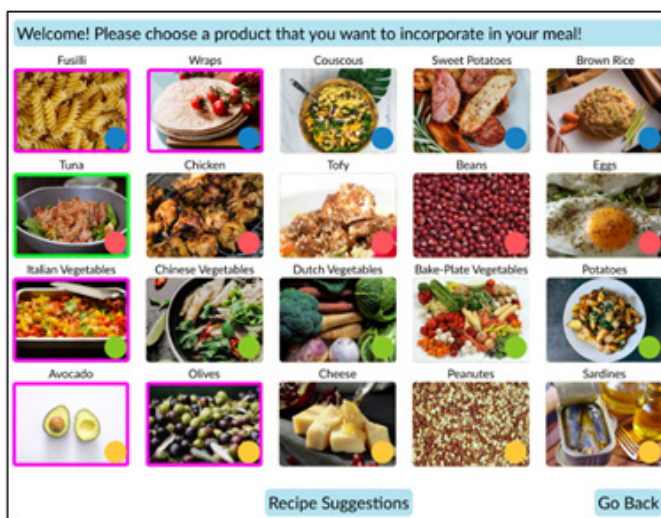 Welcome! Please choose a product that you want to incorporate in your meal!
Fusilli Wraps Couscous Sweet Potatoes Brown Rice
Tuna Chicken Tofy Beans Eggs
Italian Vegetables Chinese Vegetables Dutch Vegetables Bake-Plate Vegetables Potatoes
Avocado Olives Cheese Peanutes Sardines
Recipe Suggestions Go Back